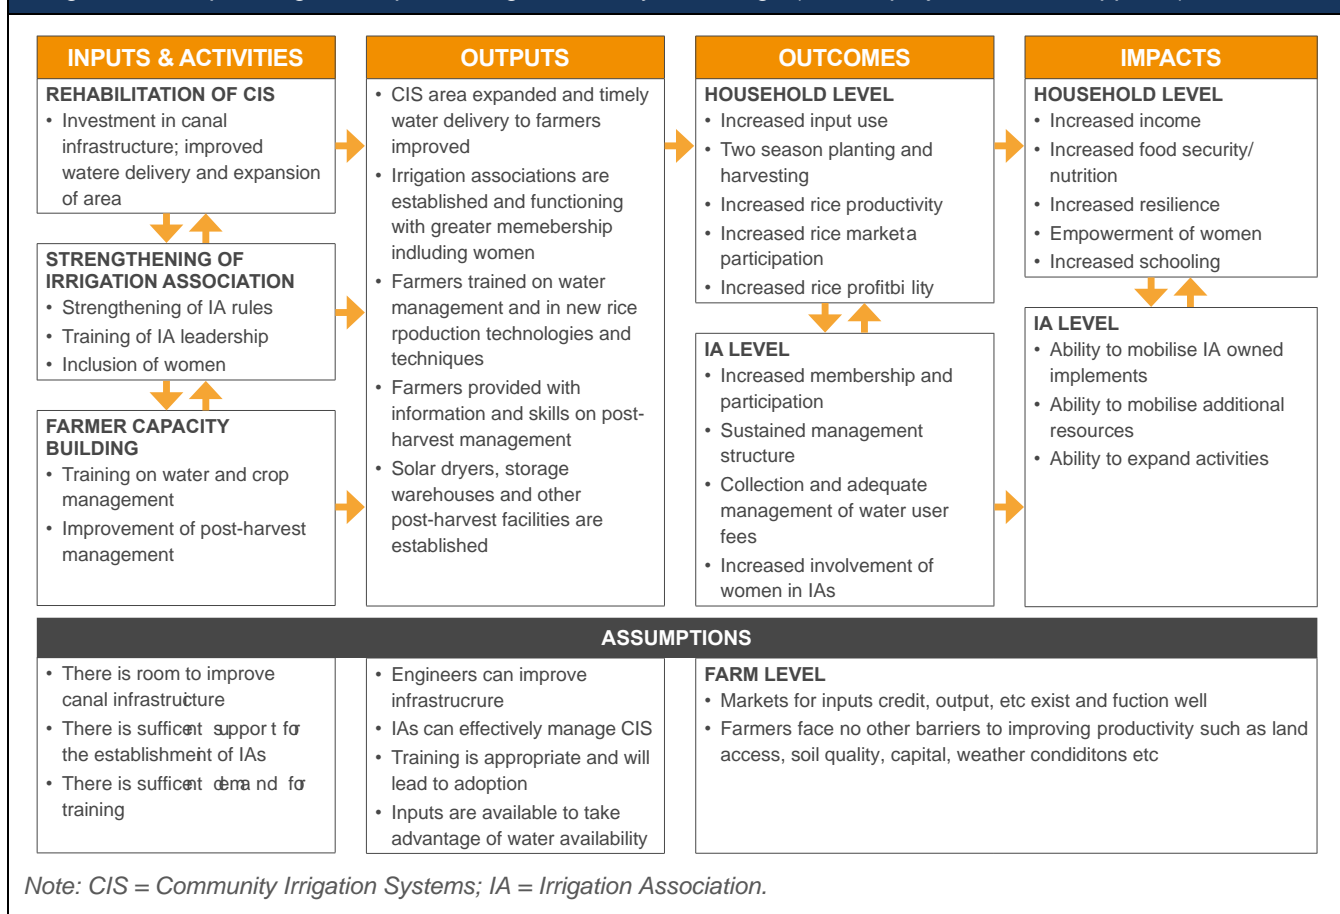 INPUTS & ACTIVITIES
REHABILITATION OF CIS
• Investment in canal
infrastructure; improved
watere delivery and expansion
of area
STRENGTHENING OF
IRRIGATION ASSOCIATION
• Strengthening of IA rules
• Training of IA leadership
• Inclusion of women
FARMER CAPACITY
BUILDING
• Training on water and crop
management
• Improvement of post-harvest
management
OUTPUTS
• CIS area expanded and timely
water delivery to farmers
improved
• Irrigation associations are
established and functioning
with greater memebership
indluding women
• Farmers trained on water
management and in new rice
rpoduction technologies and
techniques
• Farmers provided with
information and skills on post-
harvest management
• Solar dryers, storage
warehouses and other
post-harvest facilities are
established
OUTCOMES
HOUSEHOLD LEVEL
• Increased input use
• Two season planting and
harvesting
• Increased rice productivity
• Increased rice marketa
participation
• Increased rice profitbi lity
IA LEVEL
• Increased membership and
participation
• Sustained management
structure
• Collection and adequate
management of water user
fees
• Increased involvement of
women in IAs
IMPACTS
HOUSEHOLD LEVEL
• Increased income
• Increased food security/
nutrition
• Increased resilience
• Empowerment of women
• Increased schooling
IA LEVEL
• Ability to mobilise IA owned
implements
• Ability to mobilise additional
resources
• Ability to expand activities
ASSUMPTIONS
• There is room to improve
canal infrastructure
• There is sufficent support for
the establishment of IAs
• There is sufficent demand for
training
• Engineers can improve
infrastrucrure
• IAs can effectively manage CIS
• Training is appropriate and will
lead to adoption
• Inputs are available to take
advantage of water availability
FARM LEVEL
• Markets for inputs credit, output, etc exist and fuction well
• Farmers face no other barriers to improving productivity such as land
access, soil quality, capital, weather condiditons etc
Note: CIS = Community Irrigation Systems; IA = Irrigation Association.